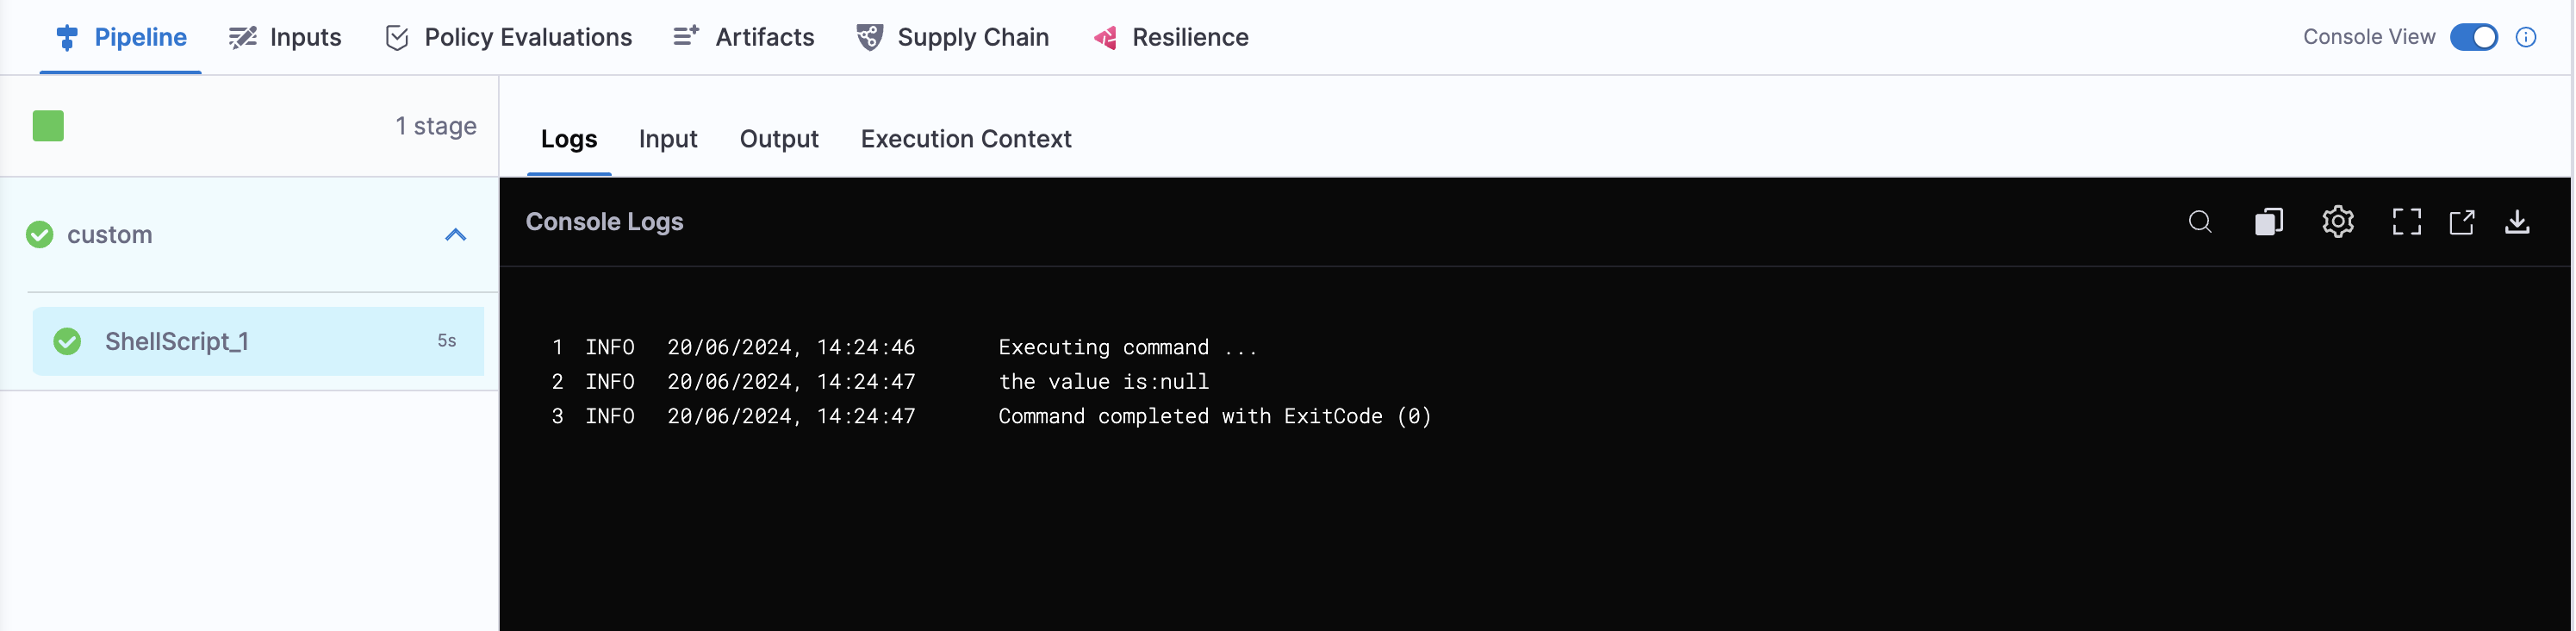 Pipeline Inputs Policy Evaluations Artifacts Supply Chain Resilience Console View
1 stage
Logs Input Output Execution Context
custom
ShellScript_1 5s
Console Logs
1 INFO 20/06/2024, 14:24:46 Executing command ...
2 INFO 20/06/2024, 14:24:47 the value is:null
3 INFO 20/06/2024, 14:24:47 Command completed with ExitCode (0)